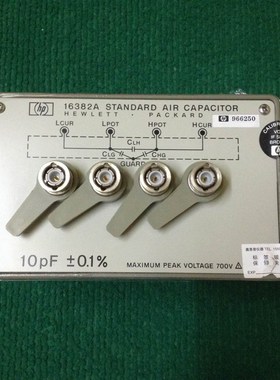 hp 16382A STANDARD AIR CAPACITOR
HEWLETT · PACKARD
966250
LCUR LPOT HPOT HCUR
CLH
CLG CHG
GUARD
10pF ±0.1%
MAXIMUM PEAK VOLTAGE 700V